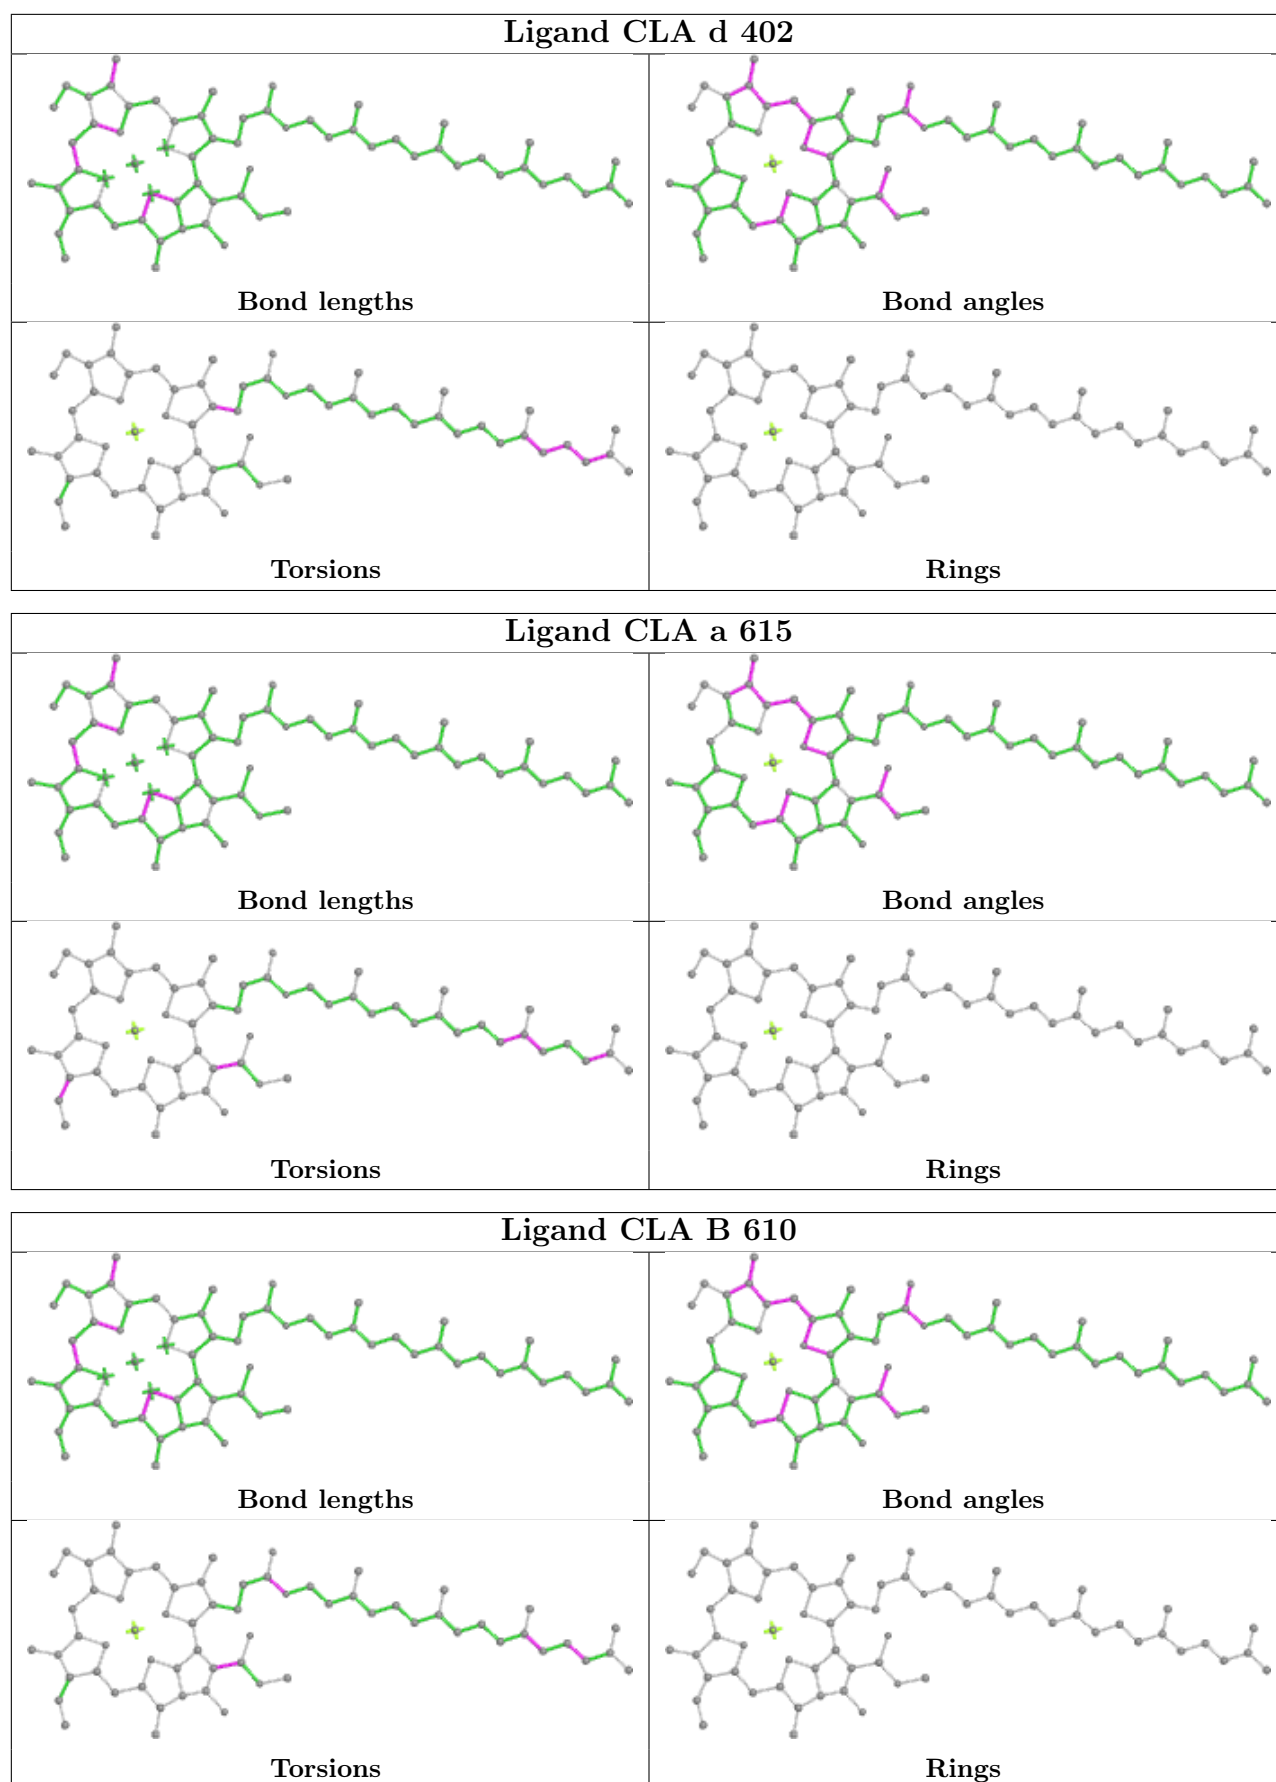 Ligand CLA d 402
Bond lengths
Bond angles
Torsions
Rings
Ligand CLA a 615
Bond lengths
Bond angles
Torsions
Rings
Ligand CLA B 610
Bond lengths
Bond angles
Torsions
Rings